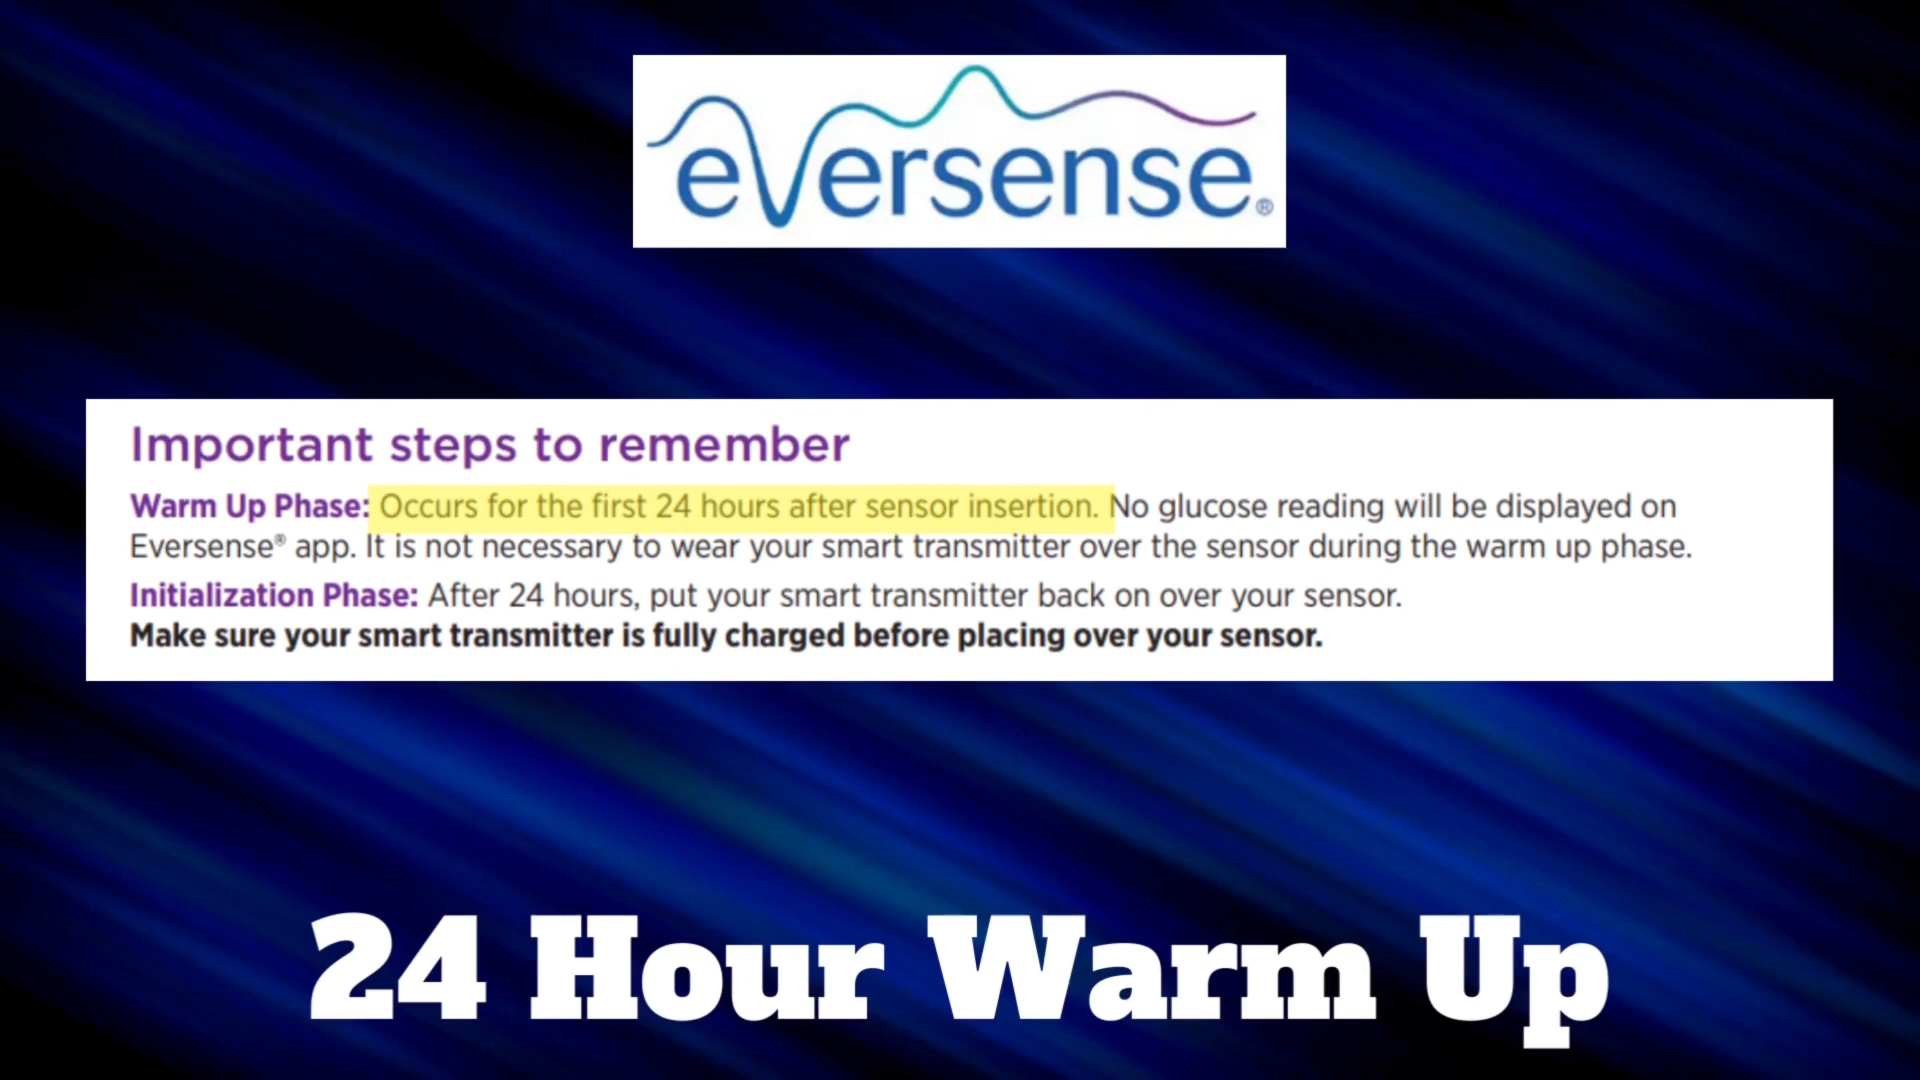 eversense®
Important steps to remember
Warm Up Phase: Occurs for the first 24 hours after sensor insertion. No glucose reading will be displayed on
Eversense® app. It is not necessary to wear your smart transmitter over the sensor during the warm up phase.
Initialization Phase: After 24 hours, put your smart transmitter back on over your sensor.
Make sure your smart transmitter is fully charged before placing over your sensor.
24 Hour Warm Up